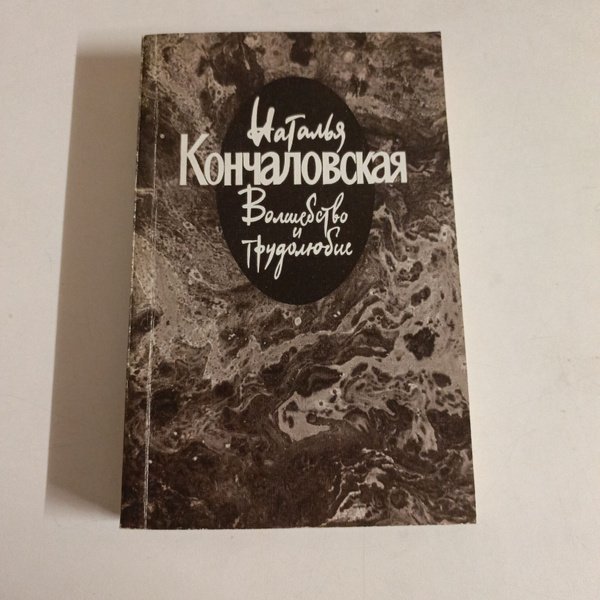 Наталья
Кончаловская
Волшебство
и
трудолюбие